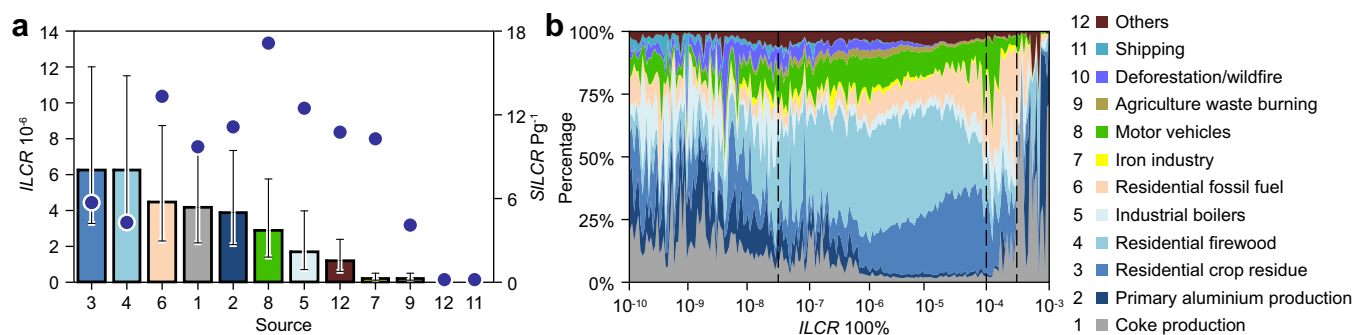 a
14
12
10
8
6
4
2
0
ILCR 10-6
18
12
6
0
SILCR Pg-1
3 4 6 1 2 8 5 12 7 9 12 11
Source
b
100%
75%
50%
25%
0%
Percentage
10-10 10-9 10-8 10-7 10-6 10-5 10-4 10-3
ILCR 100%
12 Others
11 Shipping
10 Deforestation/wildfire
9 Agriculture waste burning
8 Motor vehicles
7 Iron industry
6 Residential fossil fuel
5 Industrial boilers
4 Residential firewood
3 Residential crop residue
2 Primary aluminium production
1 Coke production